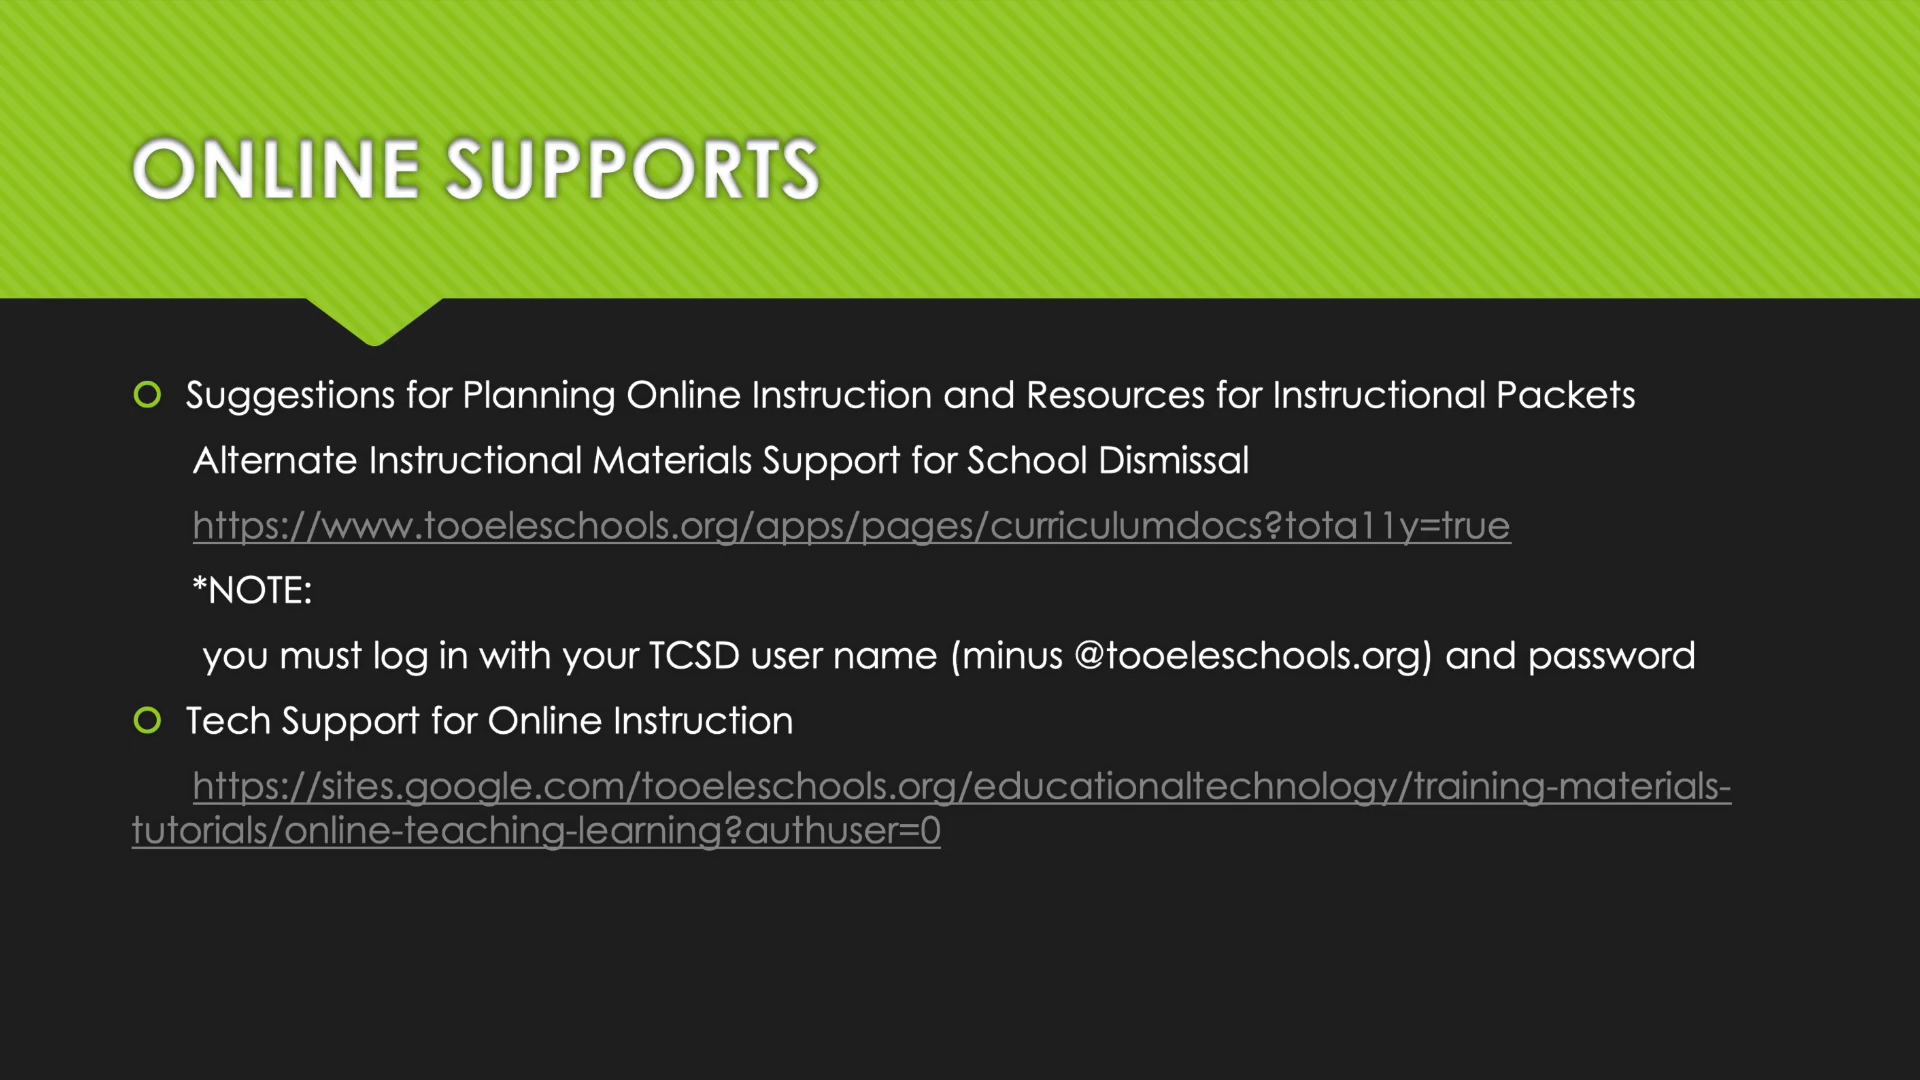 ONLINE SUPPORTS
Suggestions for Planning Online Instruction and Resources for Instructional Packets
Alternate Instructional Materials Support for School Dismissal
https://www.tooeleschools.org/apps/pages/curriculumdocs?tota11y=true
*NOTE:
you must log in with your TCSD user name (minus @tooeleschools.org) and password
Tech Support for Online Instruction
https://sites.google.com/tooeleschools.org/educationaltechnology/training-materials-
tutorials/online-teaching-learning?authuser=0